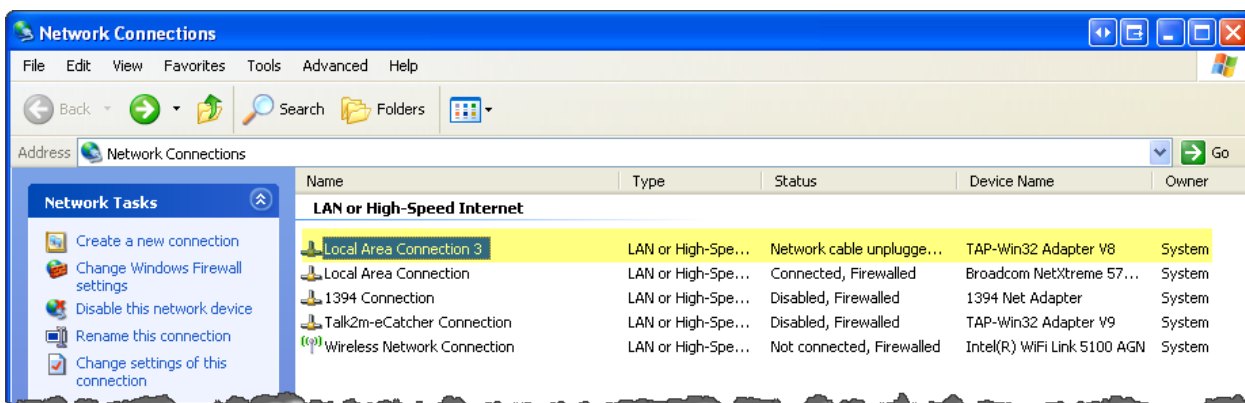 Network Connections
File Edit View Favorites Tools Advanced Help
Back Search Folders
Address Network Connections Go
Network Tasks
Create a new connection
Change Windows Firewall
settings
Disable this network device
Rename this connection
Change settings of this
connection
Name Type Status Device Name Owner
LAN or High-Speed Internet
Local Area Connection 3 LAN or High-Spe... Network cable unplugge... TAP-Win32 Adapter V8 System
Local Area Connection LAN or High-Spe... Connected, Firewalled Broadcom NetXtreme 57... System
1394 Connection LAN or High-Spe... Disabled, Firewalled 1394 Net Adapter System
Talk2m-eCatcher Connection LAN or High-Spe... Disabled, Firewalled TAP-Win32 Adapter V9 System
Wireless Network Connection LAN or High-Spe... Not connected, Firewalled Intel(R) WiFi Link 5100 AGN System